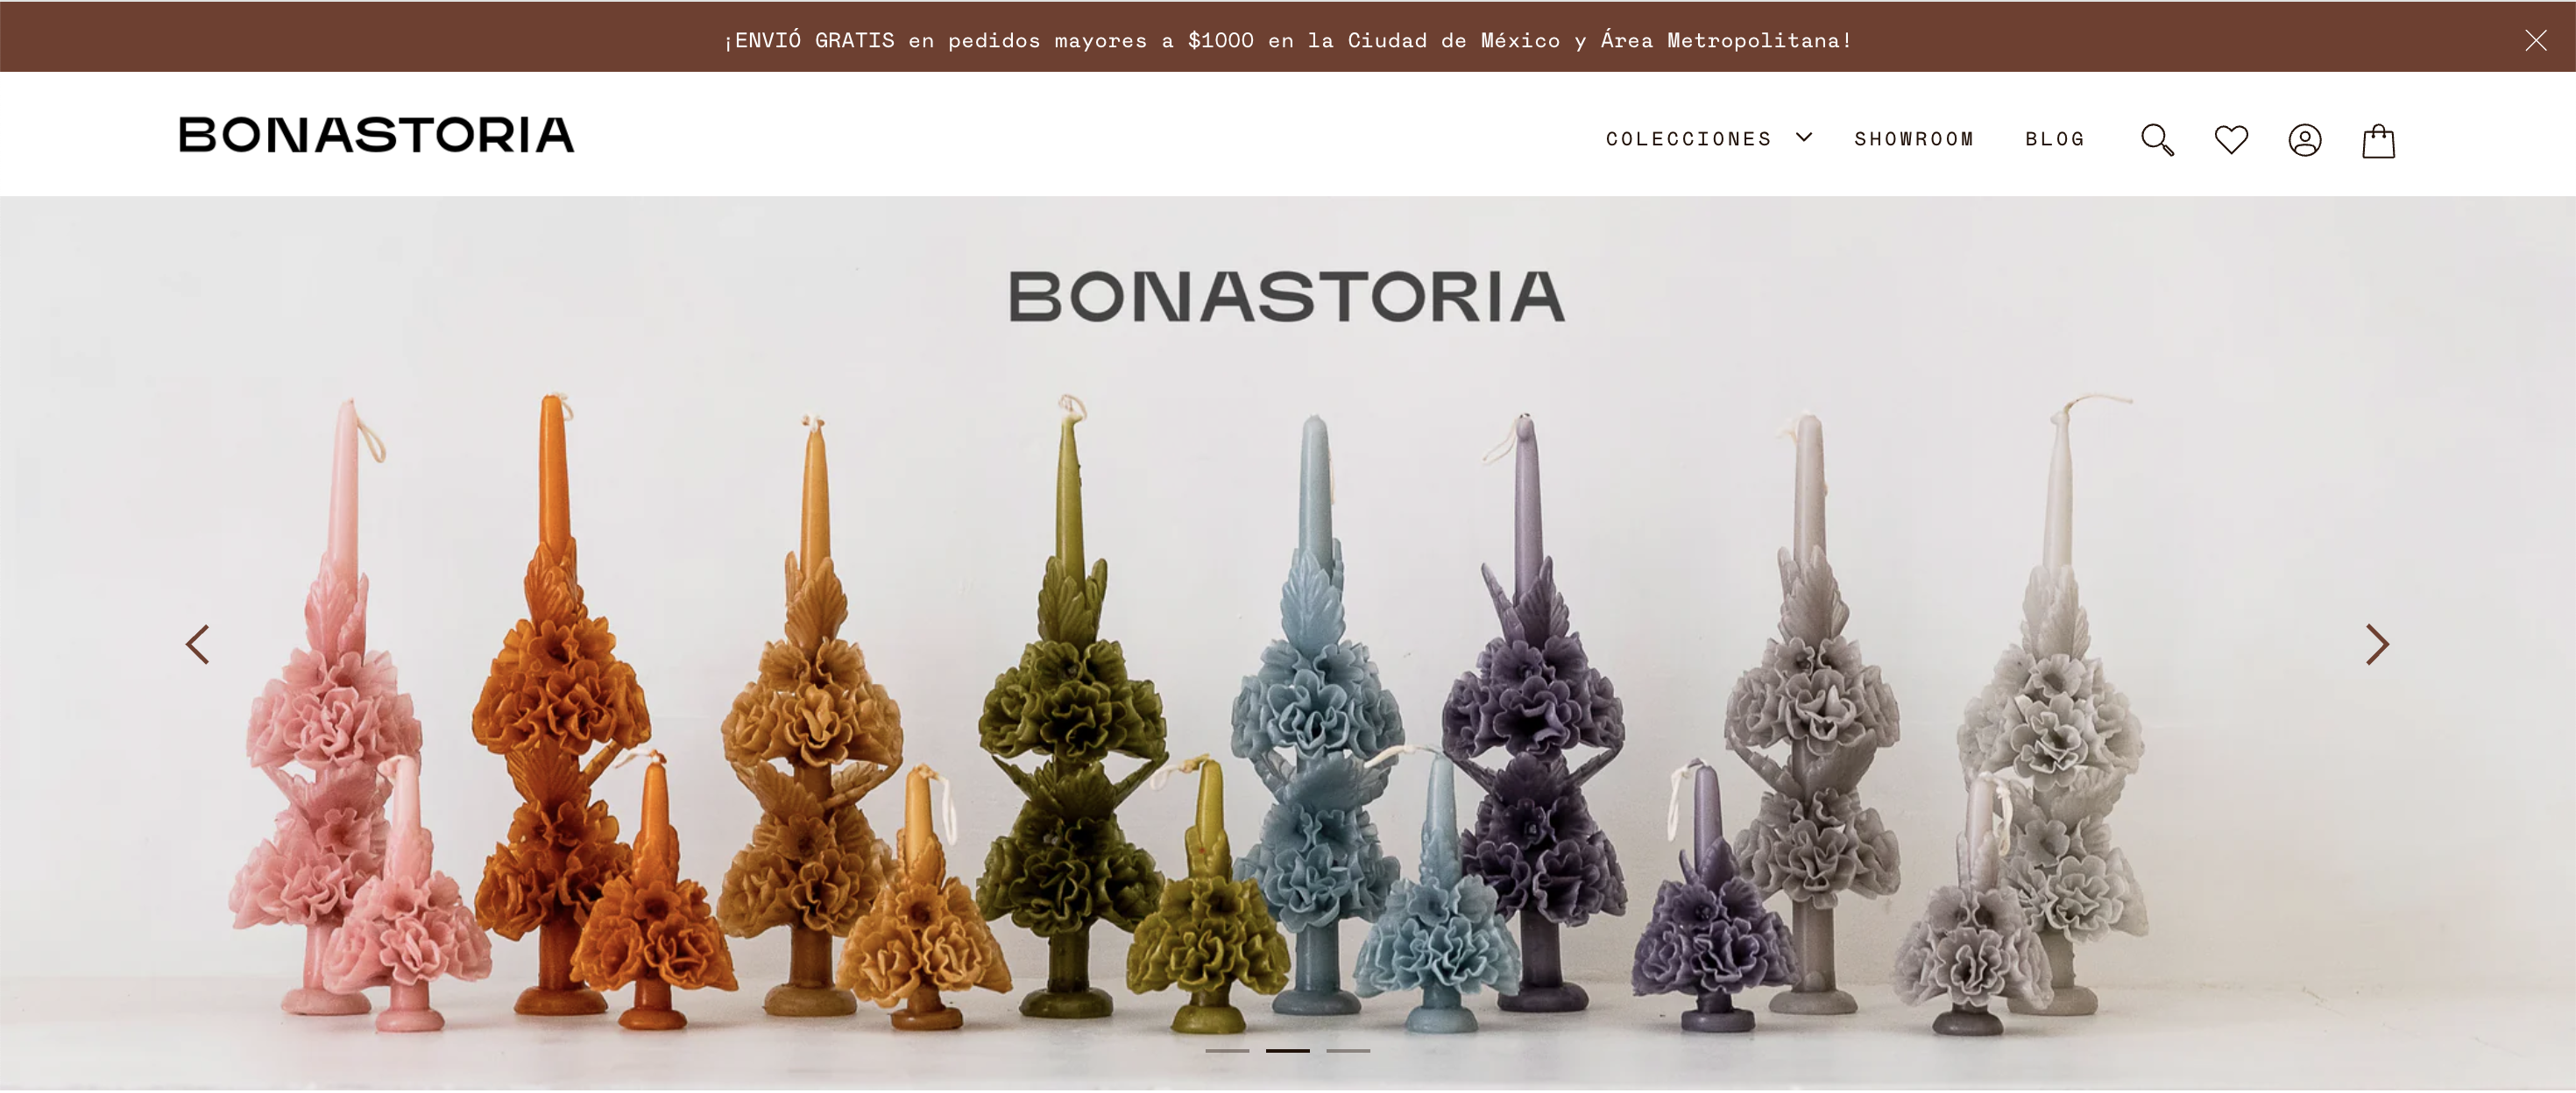 ¡ENVIÓ GRATIS en pedidos mayores a $1000 en la Ciudad de México y Área Metropolitana!
BONASTORIA
COLECCIONES
SHOWROOM
BLOG
BONASTORIA